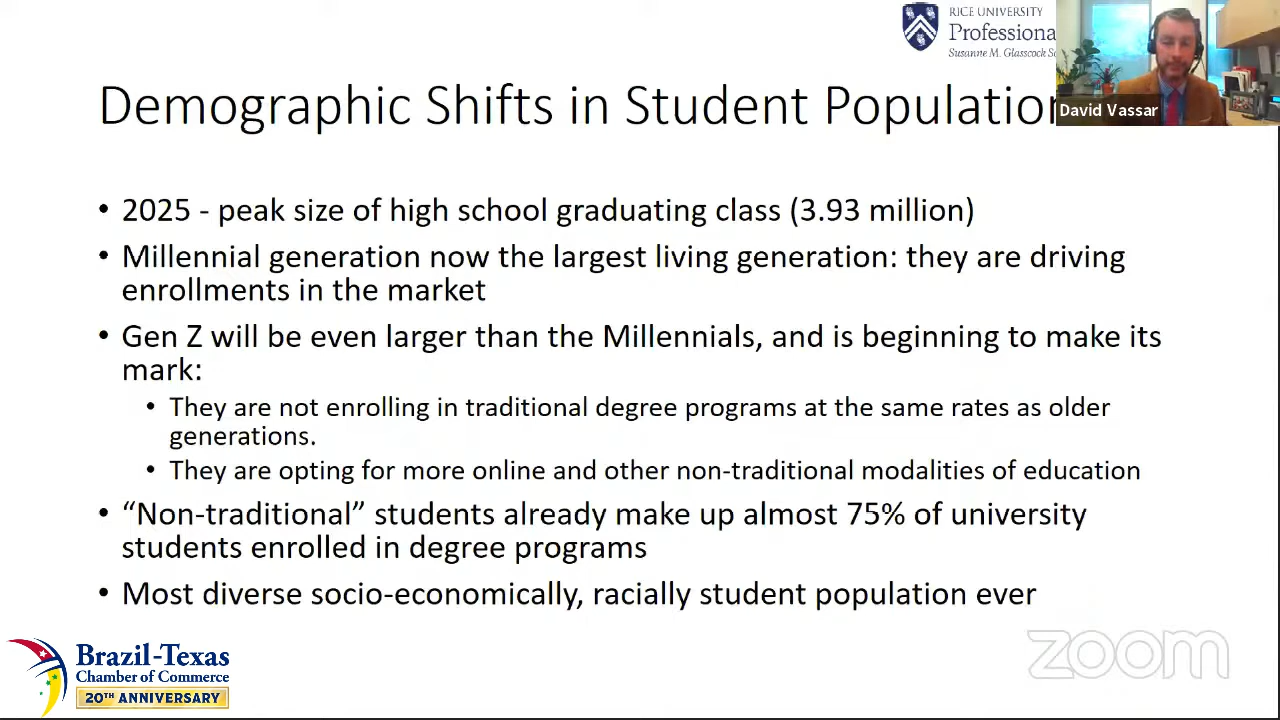 RICE UNIVERSITY
Professiona
Susanne M. Glasscock
David Vassar
Demographic Shifts in Student Population
• 2025 - peak size of high school graduating class (3.93 million)
• Millennial generation now the largest living generation: they are driving
enrollments in the market
• Gen Z will be even larger than the Millennials, and is beginning to make its
mark:
• They are not enrolling in traditional degree programs at the same rates as older
generations.
• They are opting for more online and other non-traditional modalities of education
• “Non-traditional” students already make up almost 75% of university
students enrolled in degree programs
• Most diverse socio-economically, racially student population ever
Brazil-Texas
Chamber of Commerce
20TH ANNIVERSARY
zoom